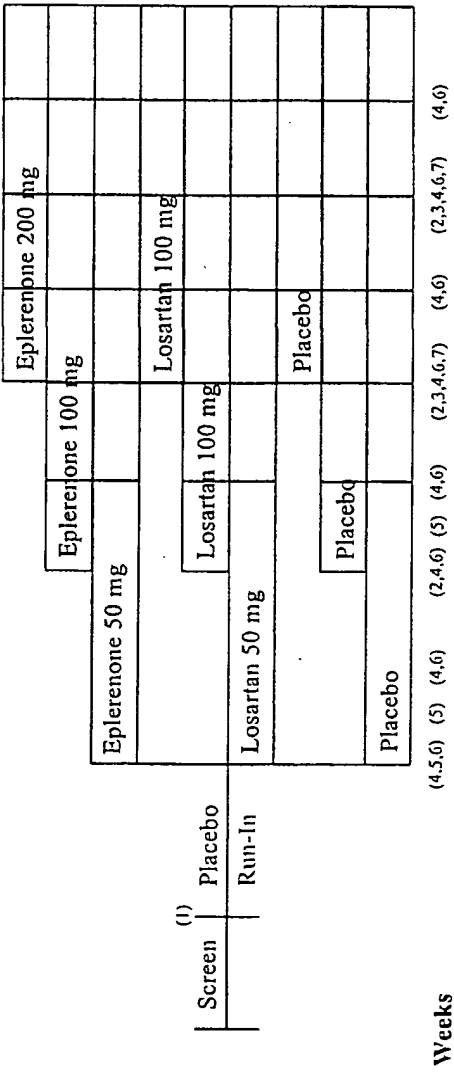 Eplerenone 200 mg
Eplerenone 100 mg
Eplerenone 50 mg
Losartan 100 mg
Losartan 100 mg
(1)
Screen Placebo
Run-In
Losartan 50 mg
Placebo
Placebo
Placebo
(4.5,6) (5) (4,6) (2,4.6) (5) (4,6) (2,3,4.6,7) (4,6) (2,3,4,6,7) (4,6)
Weeks